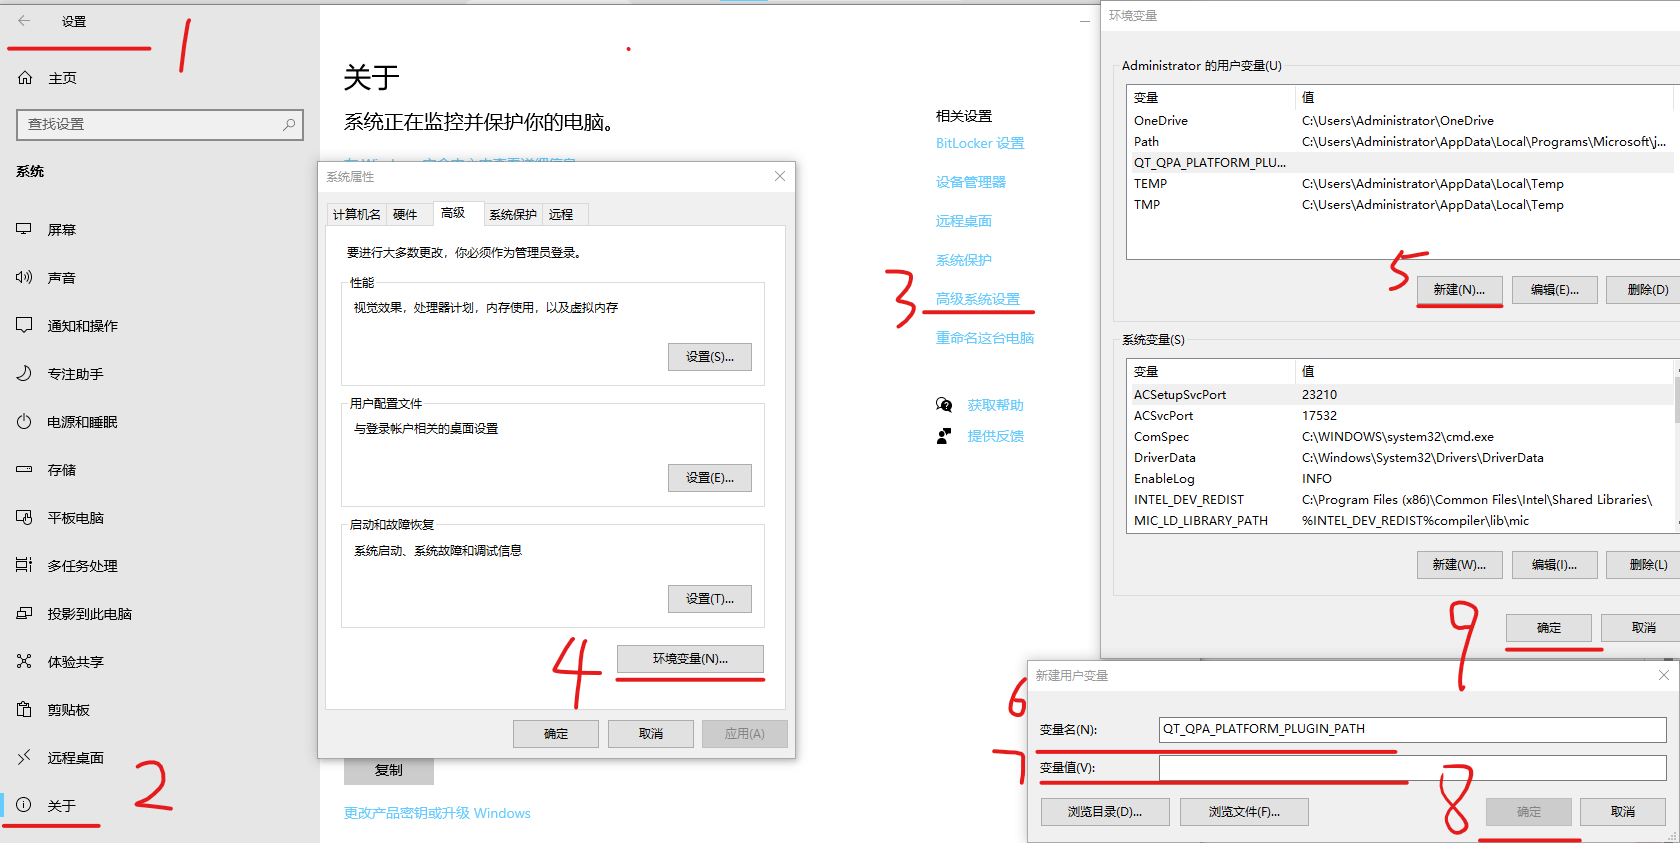 设置
1
主页
查找设置
系统
屏幕
声音
通知和操作
专注助手
电源和睡眠
存储
平板电脑
多任务处理
投影到此电脑
体验共享
剪贴板
远程桌面
关于
2
关于
系统正在监控并保护你的电脑。
系统属性
计算机名 硬件 高级 系统保护 远程
要进行大多数更改，你必须作为管理员登录。
性能
视觉效果，处理器计划，内存使用，以及虚拟内存
设置(S)...
用户配置文件
与登录帐户相关的桌面设置
设置(E)...
启动和故障恢复
系统启动、系统故障和调试信息
设置(T)...
4
环境变量(N)...
确定 取消 应用(A)
复制
更改产品密钥或升级 Windows
相关设置
BitLocker 设置
设备管理器
远程桌面
系统保护
3
高级系统设置
重命名这台电脑
获取帮助
提供反馈
环境变量
Administrator 的用户变量(U)
变量 值
OneDrive C:\Users\Administrator\OneDrive
Path C:\Users\Administrator\AppData\Local\Programs\Microsoft\j...
QT_QPA_PLATFORM_PLU...
TEMP C:\Users\Administrator\AppData\Local\Temp
TMP C:\Users\Administrator\AppData\Local\Temp
5
新建(N)... 编辑(E)... 删除(D)
系统变量(S)
变量 值
ACSetupSvcPort 23210
ACSvcPort 17532
ComSpec C:\WINDOWS\system32\cmd.exe
DriverData C:\Windows\System32\Drivers\DriverData
EnableLog INFO
INTEL_DEV_REDIST C:\Program Files (x86)\Common Files\Intel\Shared Libraries\
MIC_LD_LIBRARY_PATH %INTEL_DEV_REDIST%compiler\lib\mic
新建(W)... 编辑(I)... 删除(L)
9
确定 取消
新建用户变量
6
变量名(N): QT_QPA_PLATFORM_PLUGIN_PATH
7
变量值(V):
浏览目录(D)... 浏览文件(F)...
8
确定 取消